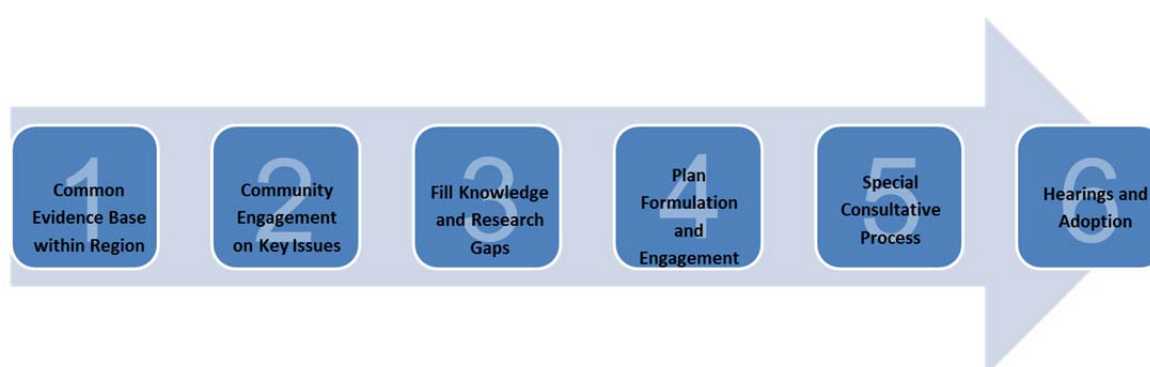 1
Common
Evidence Base
within Region
2
Community
Engagement
on Key Issues
3
Fill Knowledge
and Research
Gaps
4
Plan
Formulation
and
Engagement
5
Special
Consultative
Process
6
Hearings and
Adoption